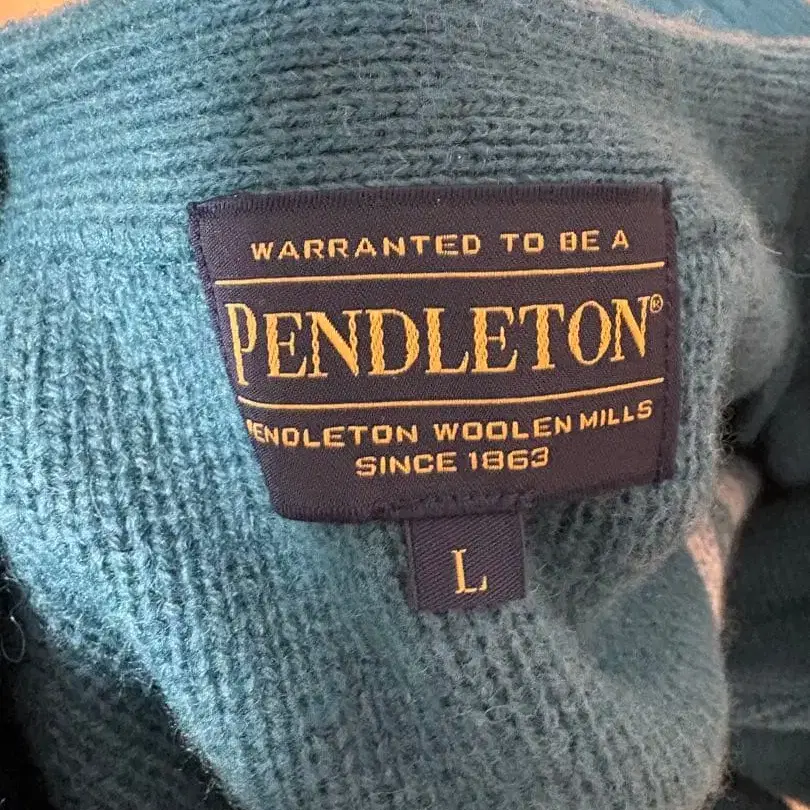 WARRANTED TO BE A
PENDLETON®
PENDLETON WOOLEN MILLS
SINCE 1863
L